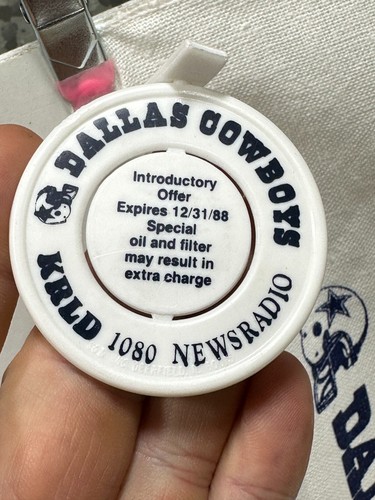 DALLAS COWBOYS
Introductory
Offer
Expires 12/31/88
Special
oil and filter
may result in
extra charge
KRLD 1080 NEWSRADIO